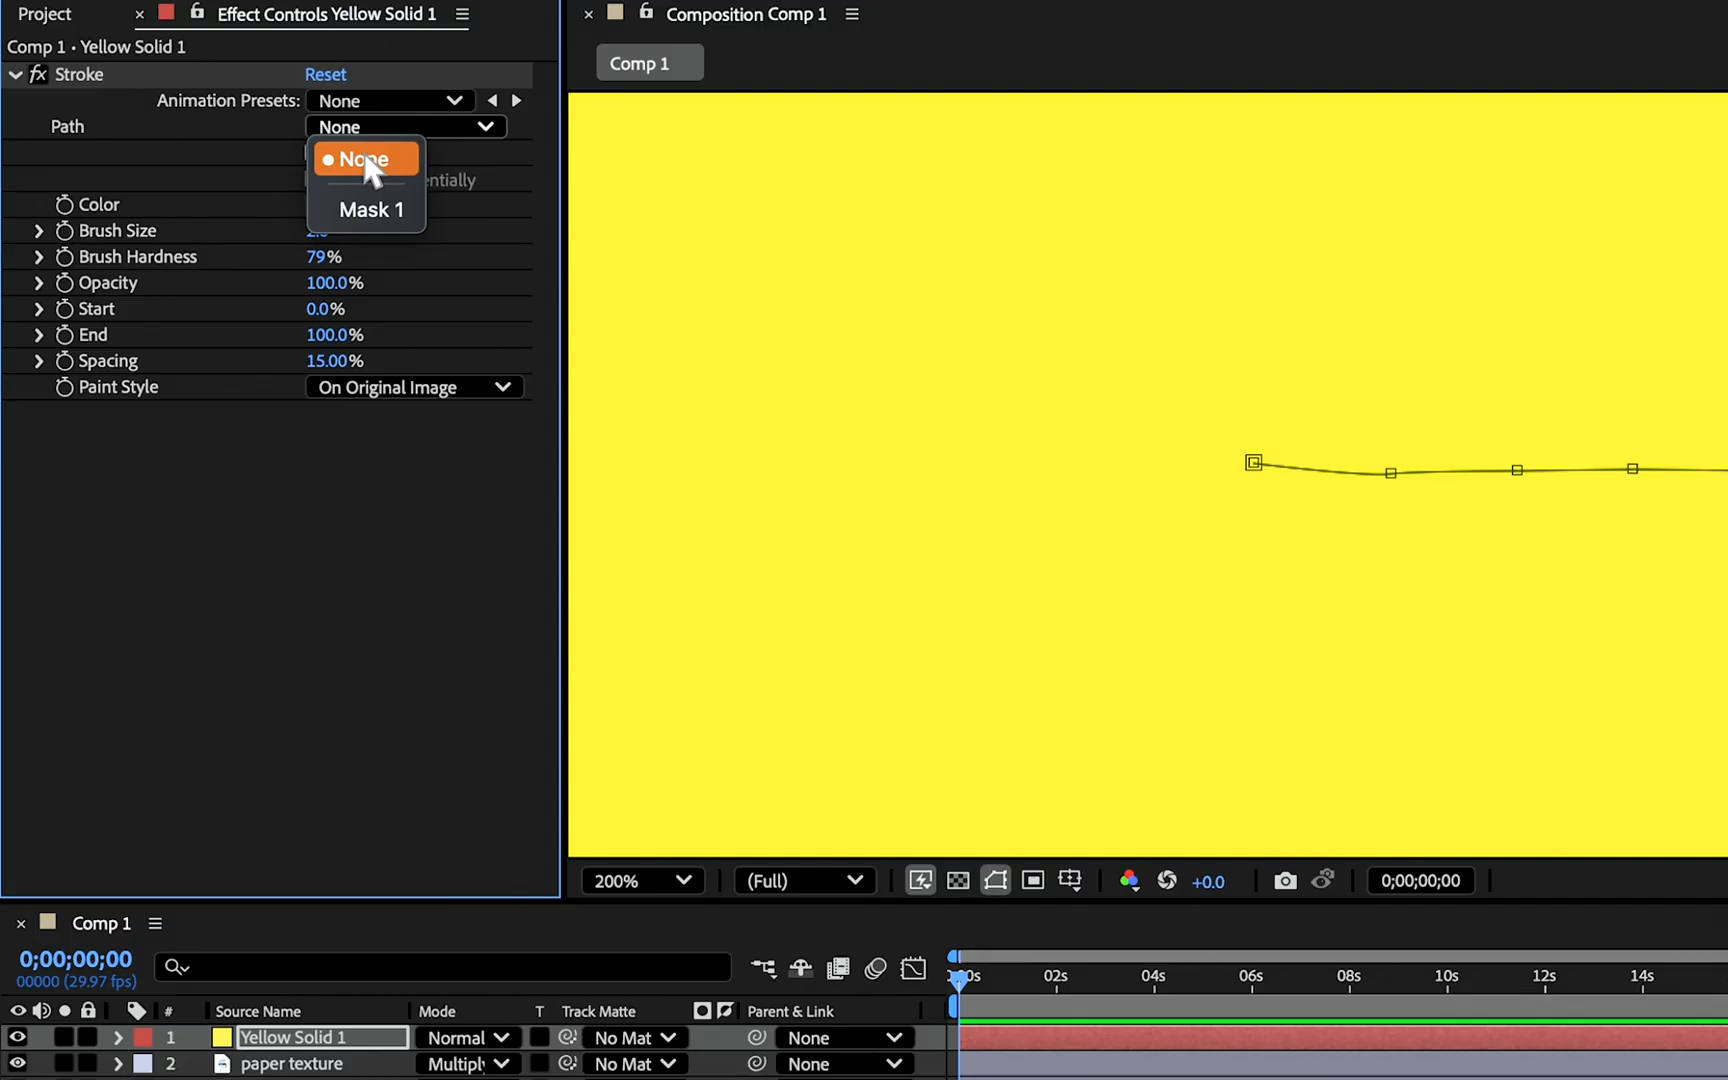 Project
Effect Controls Yellow Solid 1
Comp 1 • Yellow Solid 1
fx Stroke Reset
Animation Presets: None
Path None
None
entially
Mask 1
Color
Brush Size
Brush Hardness 79%
Opacity 100.0%
Start 0.0%
End 100.0%
Spacing 15.00%
Paint Style On Original Image
Composition Comp 1
Comp 1
200% (Full) +0.0 0;00;00;00
Comp 1
0;00;00;00
00000 (29.97 fps)
02s 04s 06s 08s 10s 12s 14s
# Source Name Mode T Track Matte Parent & Link
1 Yellow Solid 1 Normal No Mat None
2 paper texture Multipl No Mat None